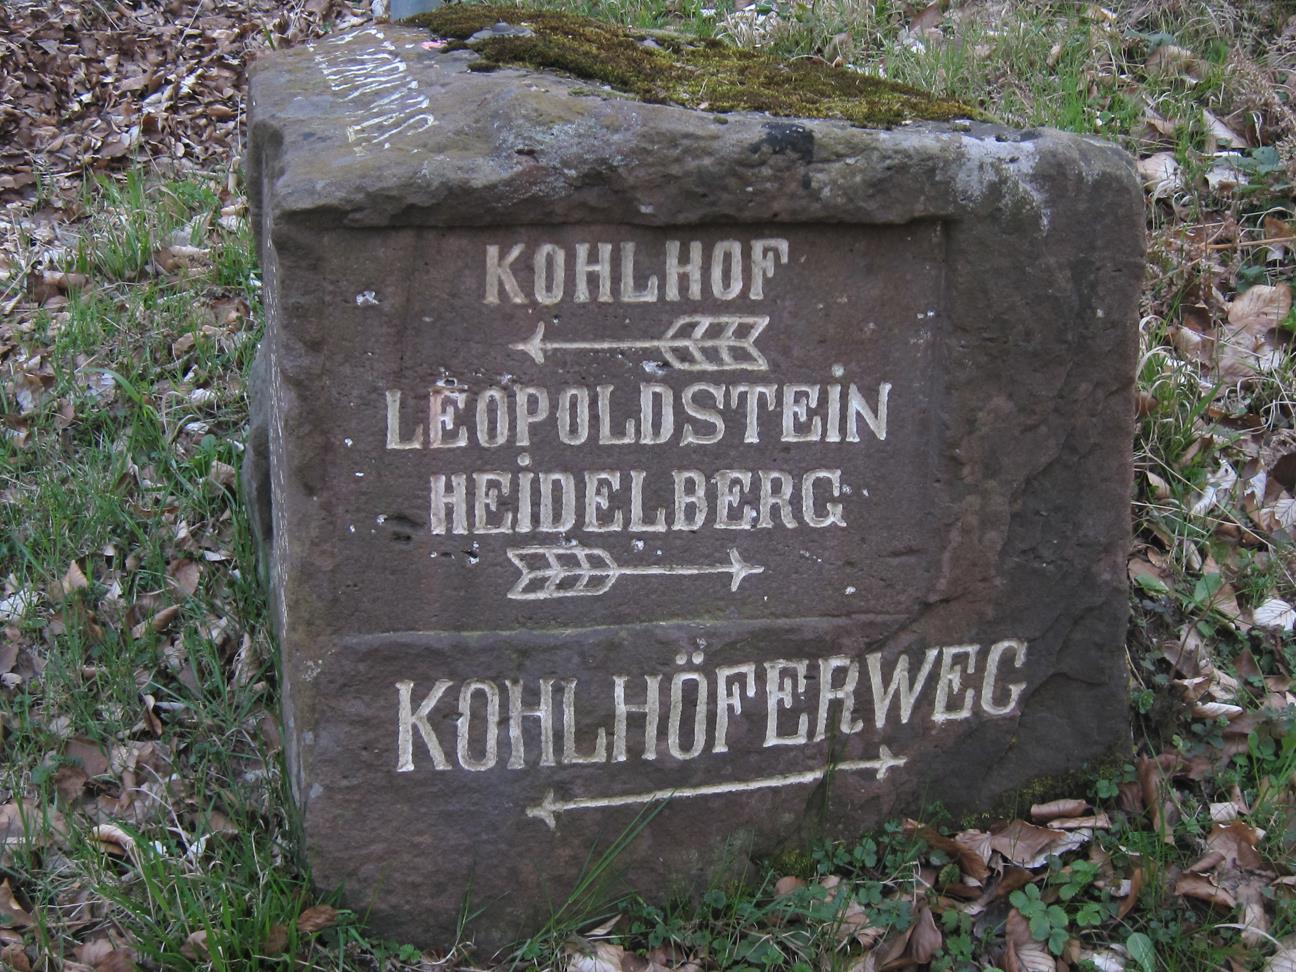 KOHLHOF
LEOPOLDSTEIN
HEIDELBERG
KOHLHÖFERWEG